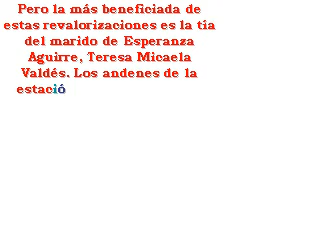 Pero la más beneficiada de
estas revalorizaciones es la tía
del marido de Esperanza
Aguirre, Teresa Micaela
Valdés. Los andenes de la
estació